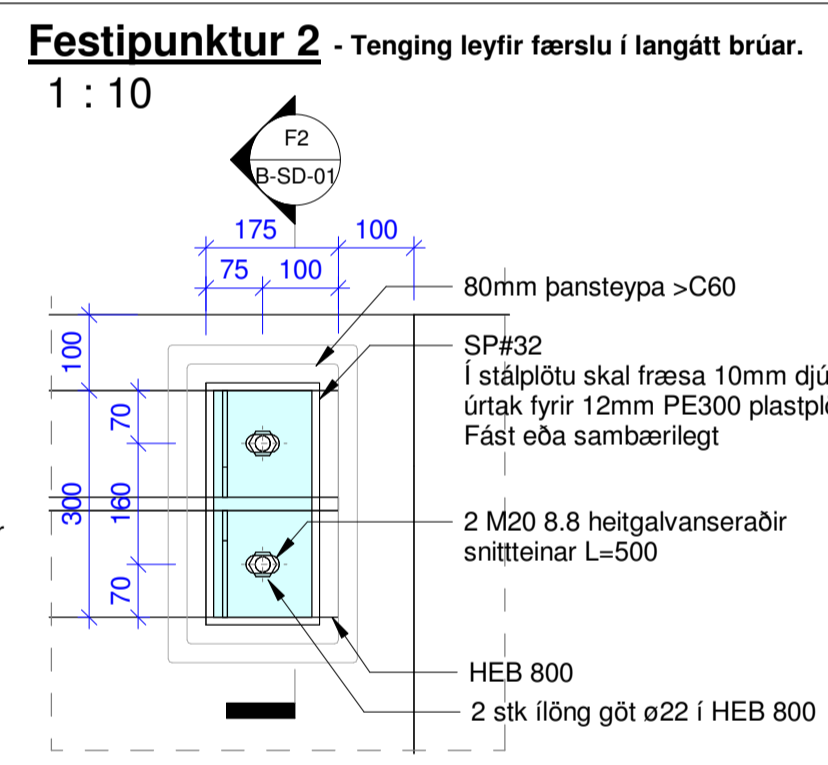 Festipunktur 2 - Tenging leyfir færslu í langátt brúar.
1 : 10
F2
B-SD-01
175
100
75
100
80mm þansteypa >C60
100
SP#32
Í stálplötu skal fræsa 10mm djú
úrtak fyrir 12mm PE300 plastplö
Fást eða sambærilegt
70
300
160
2 M20 8.8 heitgalvanseraðir
snittteinar L=500
70
HEB 800
2 stk ílöng göt ø22 í HEB 800